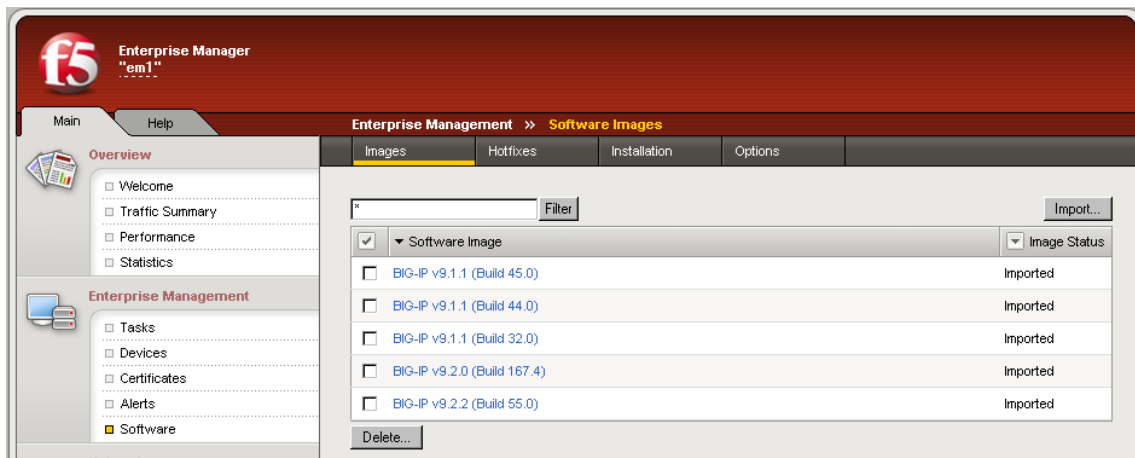 f5
Enterprise Manager
"em1"
Main
Help
Enterprise Management » Software Images
Images
Hotfixes
Installation
Options
Overview
Welcome
Traffic Summary
Performance
Statistics
Enterprise Management
Tasks
Devices
Certificates
Alerts
Software
*
Filter
Import...
Software Image
Image Status
BIG-IP v9.1.1 (Build 45.0)
Imported
BIG-IP v9.1.1 (Build 44.0)
Imported
BIG-IP v9.1.1 (Build 32.0)
Imported
BIG-IP v9.2.0 (Build 167.4)
Imported
BIG-IP v9.2.2 (Build 55.0)
Imported
Delete...